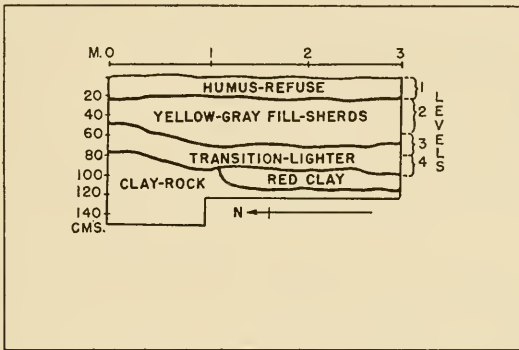 M. 0 1 2 3
HUMUS-REFUSE
20
40
60
80
100
120
140
CMS.
YELLOW-GRAY FILL-SHERDS
TRANSITION-LIGHTER
CLAY-ROCK
RED CLAY
N
1
2
3
4
LEVELS